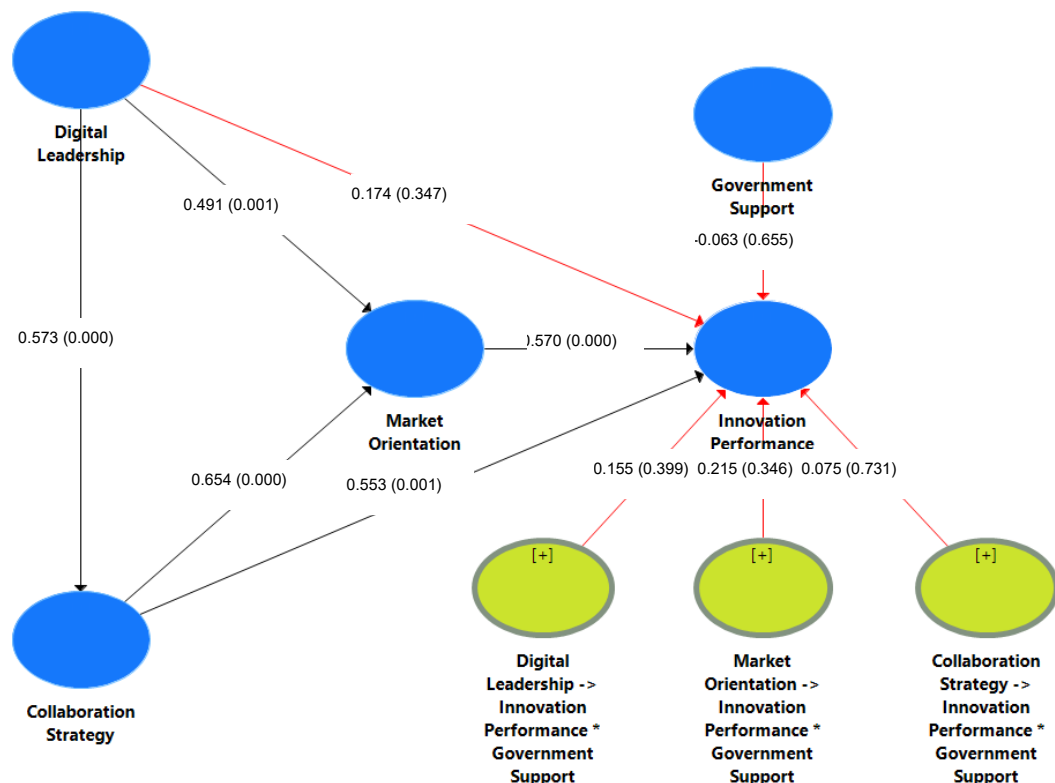 Digital
Leadership
Government
Support
0.491 (0.001)
0.174 (0.347)
-0.063 (0.655)
0.573 (0.000)
0.570 (0.000)
Market
Orientation
Innovation
Performance
0.654 (0.000)
0.553 (0.001)
0.155 (0.399)
0.215 (0.346)
0.075 (0.731)
[+]
[+]
[+]
Collaboration
Strategy
Digital
Leadership ->
Innovation
Performance *
Government
Support
Market
Orientation ->
Innovation
Performance *
Government
Support
Collaboration
Strategy ->
Innovation
Performance *
Government
Support